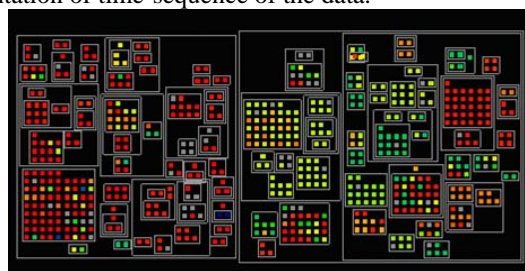 tation of time-sequence of the data.